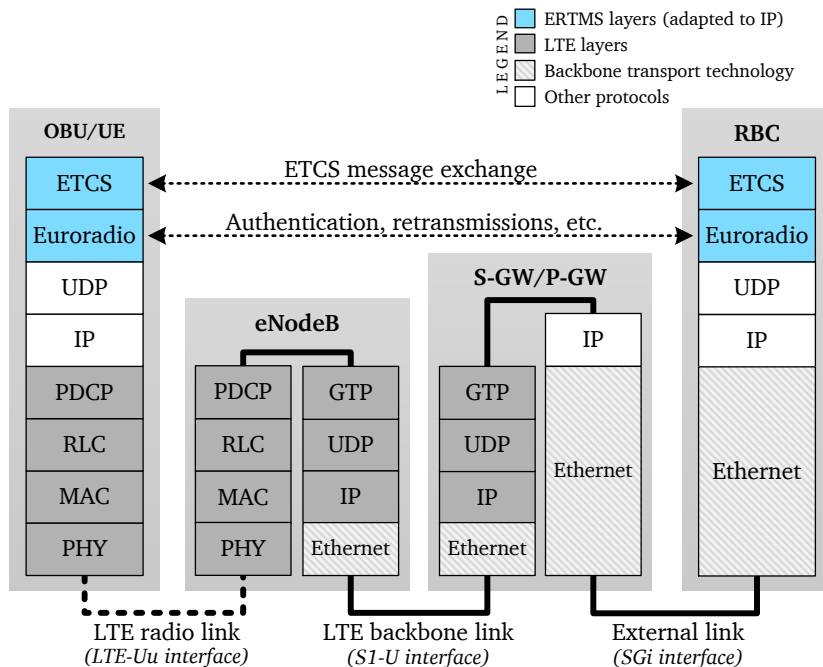 LEGEND
ERTMS layers (adapted to IP)
LTE layers
Backbone transport technology
Other protocols
OBU/UE
ETCS
Euroradio
UDP
IP
PDCP
RLC
MAC
PHY
ETCS message exchange
Authentication, retransmissions, etc.
eNodeB
PDCP
RLC
MAC
PHY
GTP
UDP
IP
Ethernet
S-GW/P-GW
GTP
UDP
IP
Ethernet
IP
Ethernet
RBC
ETCS
Euroradio
UDP
IP
Ethernet
LTE radio link
(LTE-Uu interface)
LTE backbone link
(S1-U interface)
External link
(SGi interface)